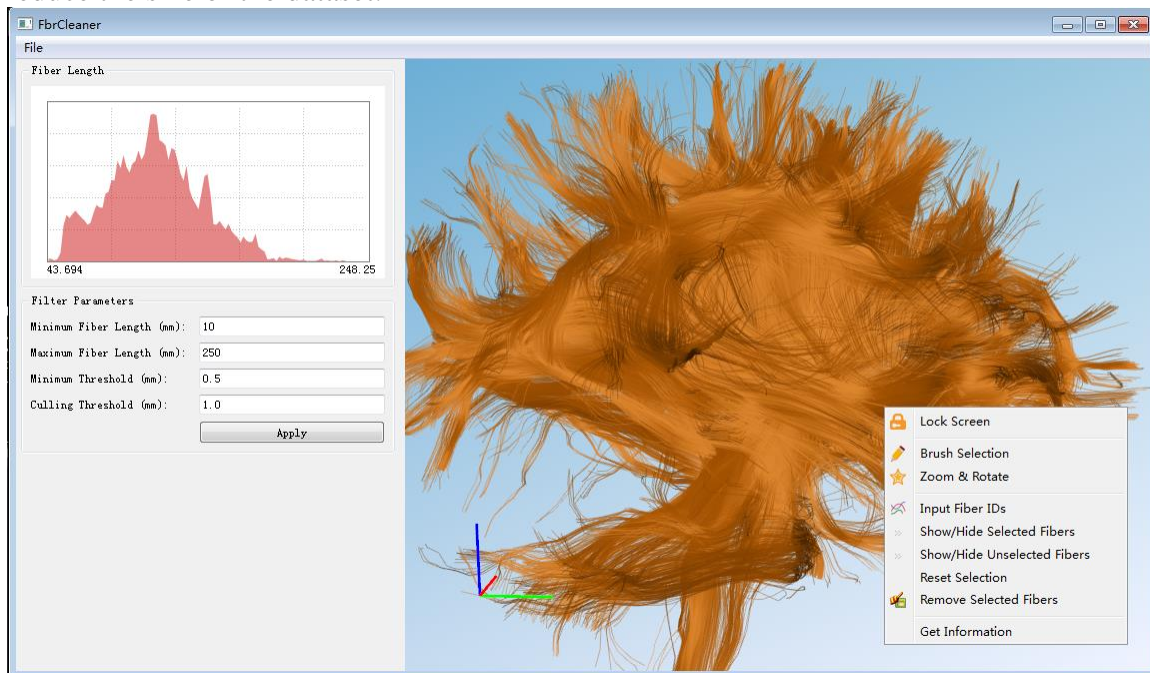 FbrCleaner
File
Fiber Length
43.694 248.25
Filter Parameters
Minimum Fiber Length (mm): 10
Maximum Fiber Length (mm): 250
Minimum Threshold (mm): 0.5
Culling Threshold (mm): 1.0
Apply
Lock Screen
Brush Selection
Zoom & Rotate
Input Fiber IDs
Show/Hide Selected Fibers
Show/Hide Unselected Fibers
Reset Selection
Remove Selected Fibers
Get Information